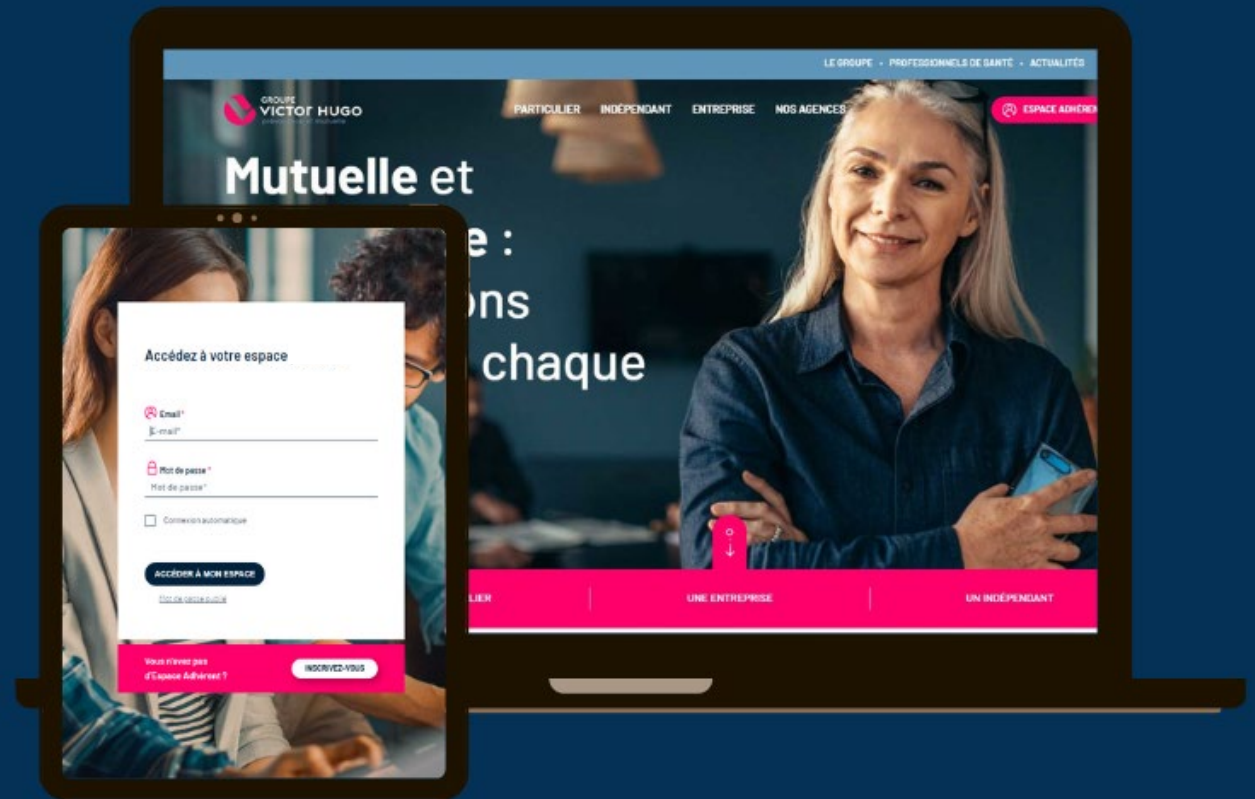 LE GROUPE • PROFESSIONNELS DE SANTÉ • ACTUALITÉS
GROUPE
VICTOR HUGO
PARTICULIER INDÉPENDANT ENTREPRISE NOS AGENCES
ESPACE ADHÉREN
Mutuelle et
e :
ons
chaque
LIER
UNE ENTREPRISE
UN INDÉPENDANT
Accédez à votre espace
Email*
E-mail*
Mot de passe *
Mot de passe*
Connexion automatique
ACCÉDER À MON ESPACE
Mot de passe oublié
Vous n'avez pas
d'Espace Adhérent ?
INSCRIVEZ-VOUS